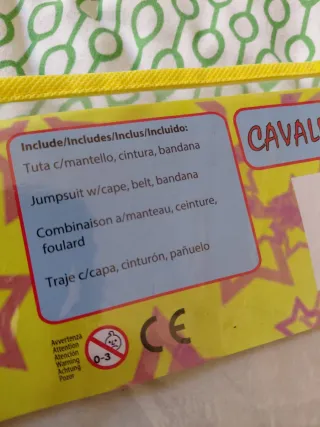 Include/Includes/Inclus/Incluido:
Tuta c/mantello, cintura, bandana
Jumpsuit w/cape, belt, bandana
Combinaison a/manteau, ceinture,
foulard
Traje c/capa, cinturón, pañuelo
CAVAL
Avvertenza
Attention
Atención
Warning
Achtung
0-3
CE